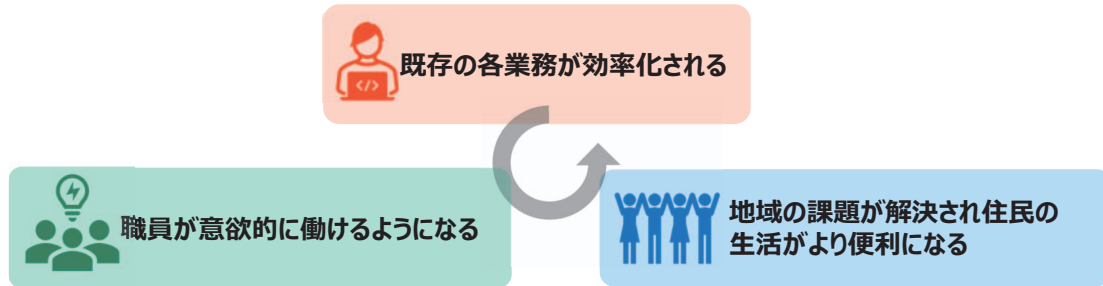 </>
既存の各業務が効率化される
職員が意欲的に働けるようになる
地域の課題が解決され住民の
生活がより便利になる